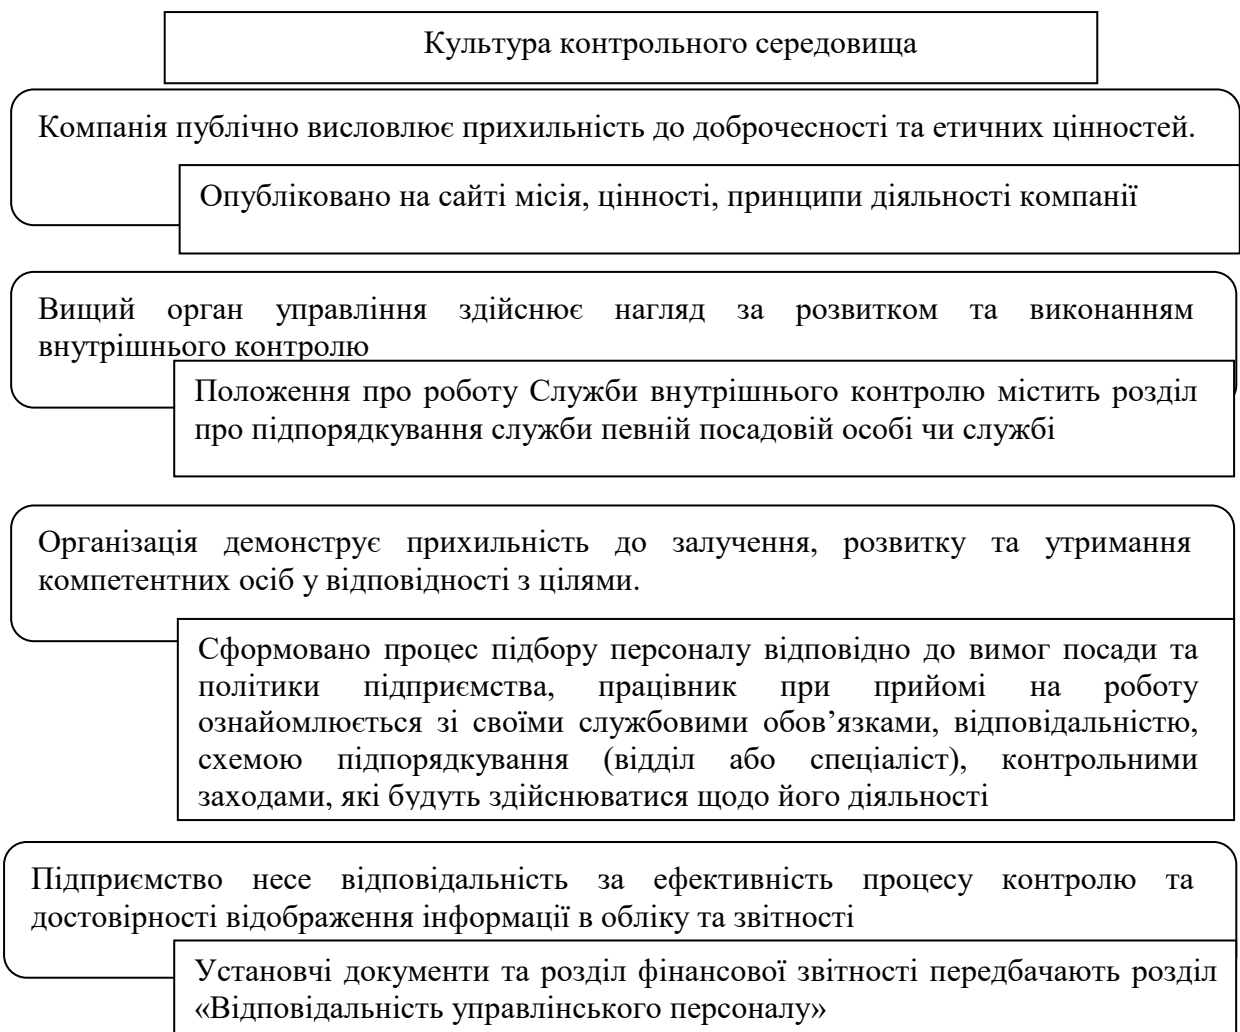 Культура контрольного середовища
Компанія публічно висловлює прихильність до доброчесності та етичних цінностей.
Опубліковано на сайті місія, цінності, принципи діяльності компанії
Вищий орган управління здійснює нагляд за розвитком та виконанням
внутрішнього контролю
Положення про роботу Служби внутрішнього контролю містить розділ
про підпорядкування служби певній посадовій особі чи службі
Організація демонструє прихильність до залучення, розвитку та утримання
компетентних осіб у відповідності з цілями.
Сформовано процес підбору персоналу відповідно до вимог посади та
політики підприємства, працівник при прийомі на роботу
ознайомлюється зі своїми службовими обов’язками, відповідальністю,
схемою підпорядкування (відділ або спеціаліст), контрольними
заходами, які будуть здійснюватися щодо його діяльності
Підприємство несе відповідальність за ефективність процесу контролю та
достовірності відображення інформації в обліку та звітності
Установчі документи та розділ фінансової звітності передбачають розділ
«Відповідальність управлінського персоналу»